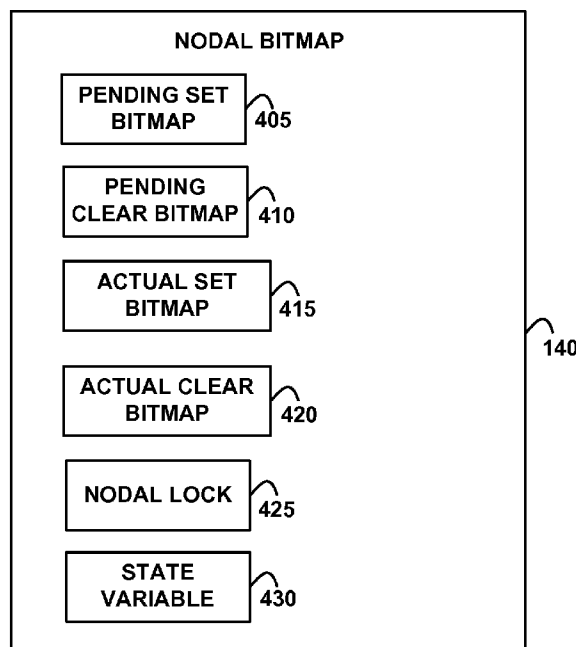 NODAL BITMAP
PENDING SET
BITMAP
405
PENDING
CLEAR BITMAP
410
ACTUAL SET
BITMAP
415
140
ACTUAL CLEAR
BITMAP
420
NODAL LOCK
425
STATE
VARIABLE
430